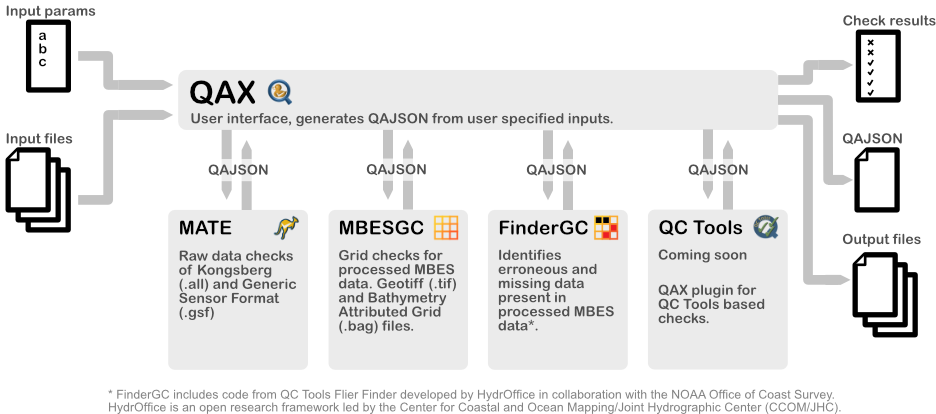 Input params
a
b
c
Input files
QAX
User interface, generates QAJSON from user specified inputs.
Check results
QAJSON
Output files
QAJSON
QAJSON
QAJSON
QAJSON
MATE
Raw data checks
of Kongsberg
(.all) and Generic
Sensor Format
(.gsf)
MBESGC
Grid checks for
processed MBES
data. Geotiff (.tif)
and Bathymetry
Attributed Grid
(.bag) files.
FinderGC
Identifies
erroneous and
missing data
present in
processed MBES
data*.
QC Tools
Coming soon
QAX plugin for
QC Tools based
checks.
* FinderGC includes code from QC Tools Flier Finder developed by HydrOffice in collaboration with the NOAA Office of Coast Survey.
HydrOffice is an open research framework led by the Center for Coastal and Ocean Mapping/Joint Hydrographic Center (CCOM/JHC).